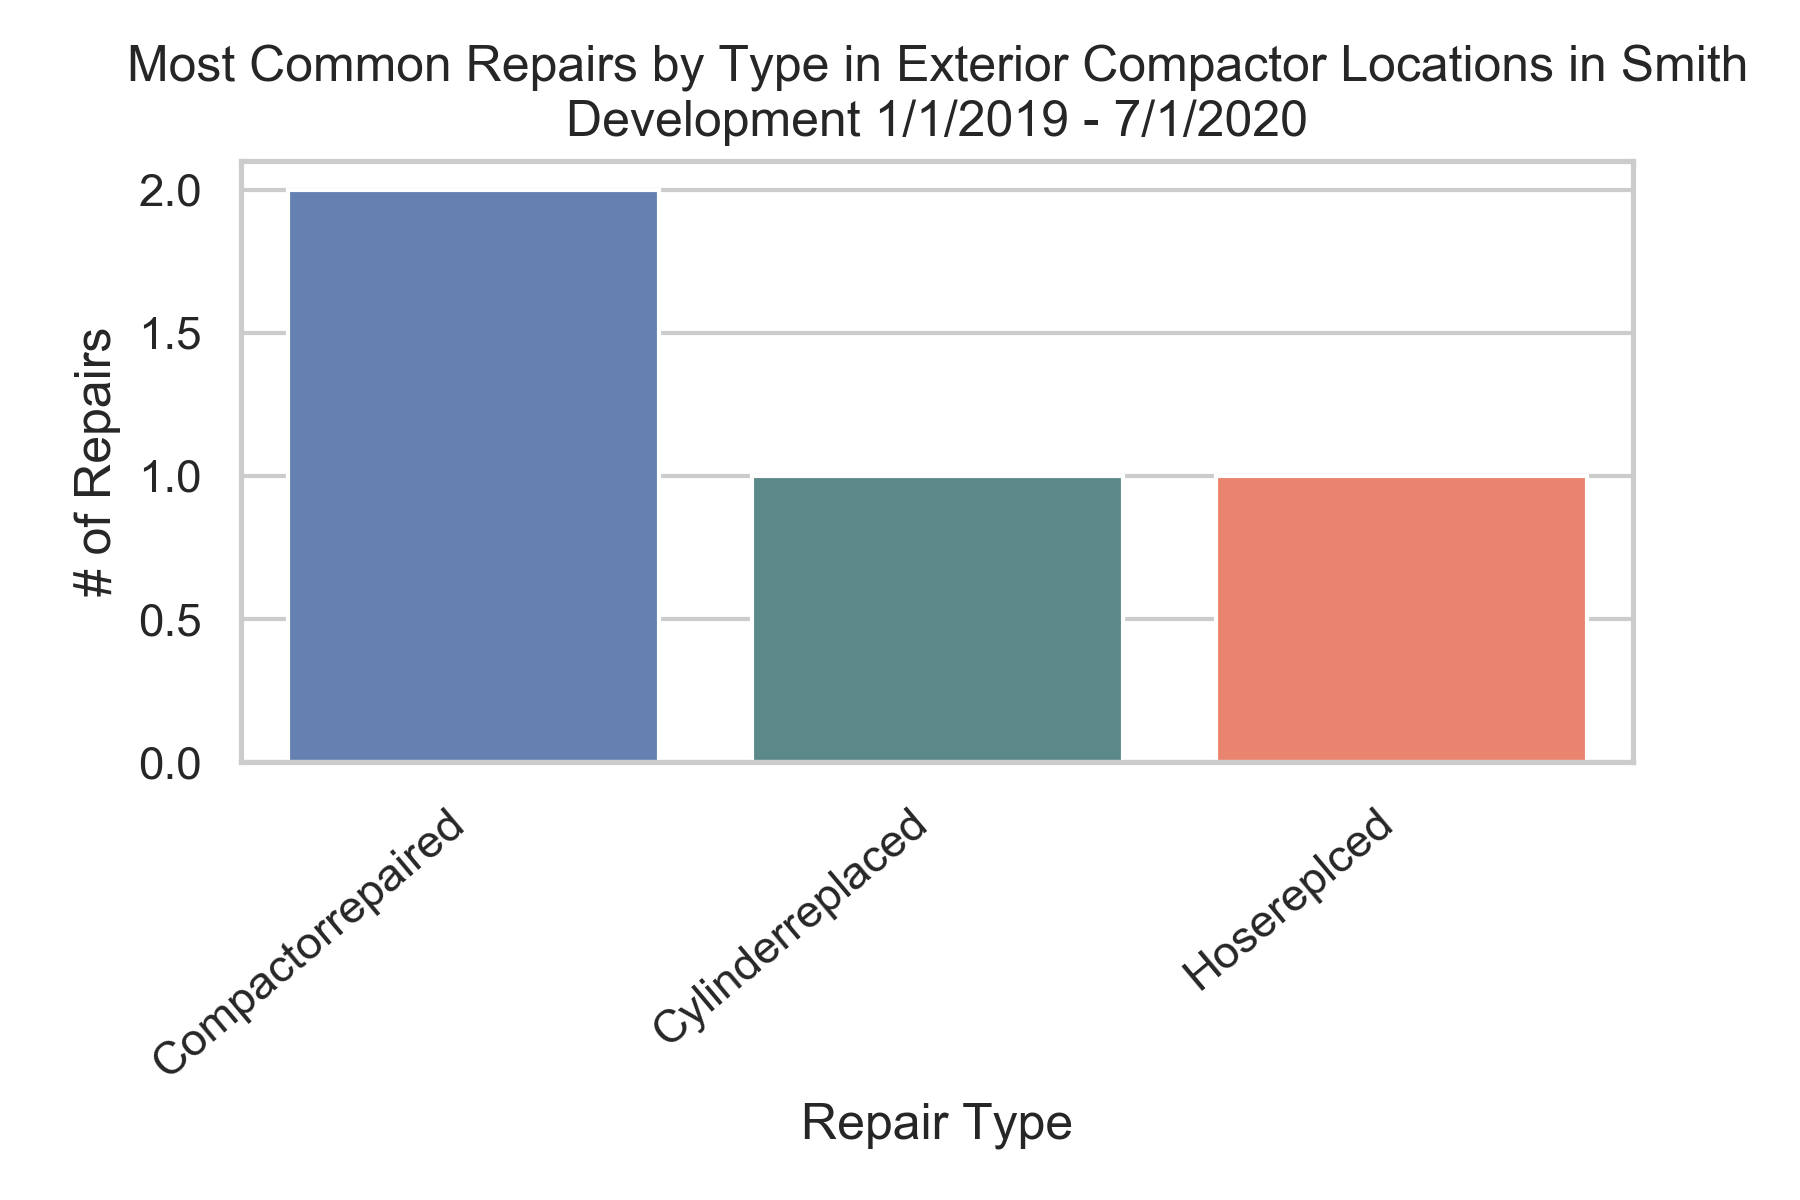 Most Common Repairs by Type in Exterior Compactor Locations in Smith
Development 1/1/2019 - 7/1/2020
# of Repairs
2.0
1.5
1.0
0.5
0.0
Compactorrepaired
Cylinderreplaced
Hosereplced
Repair Type